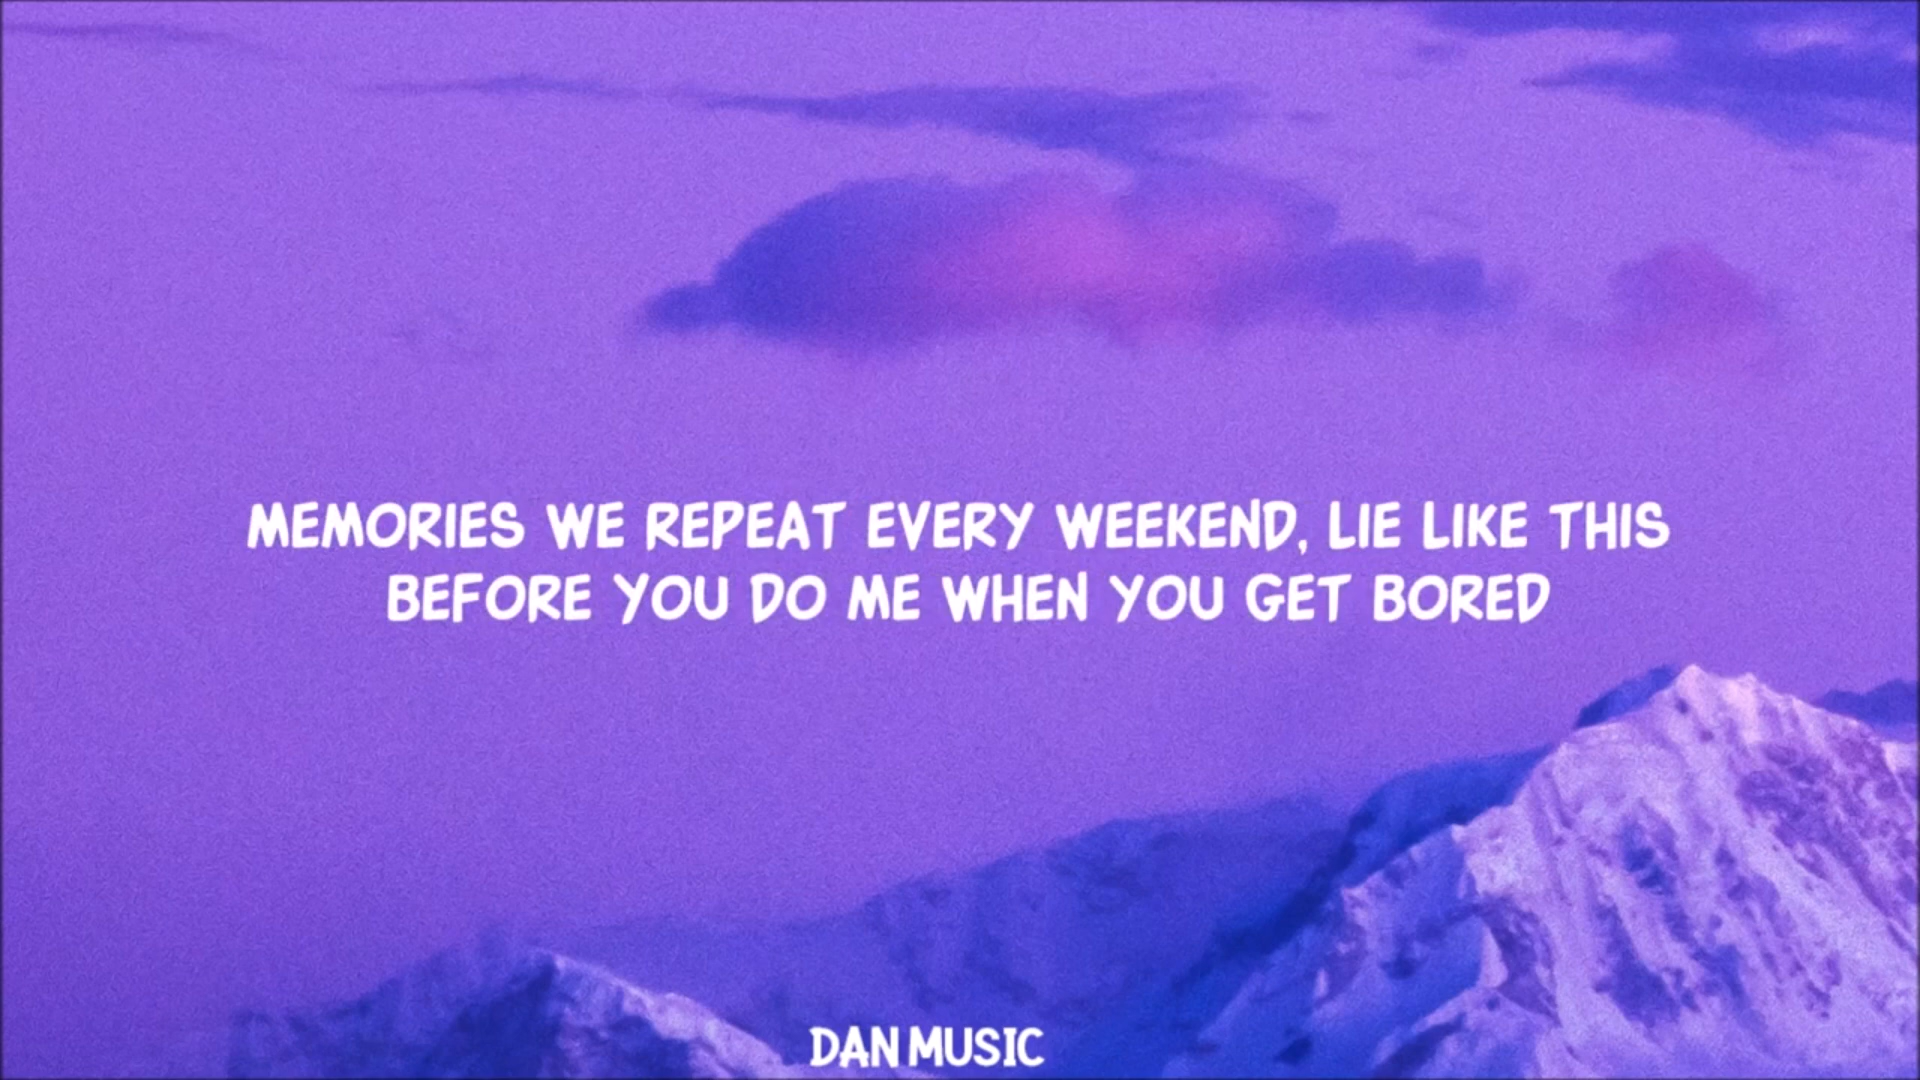 MEMORIES WE REPEAT EVERY WEEKEND, LIE LIKE THIS
BEFORE YOU DO ME WHEN YOU GET BORED
DAN MUSIC